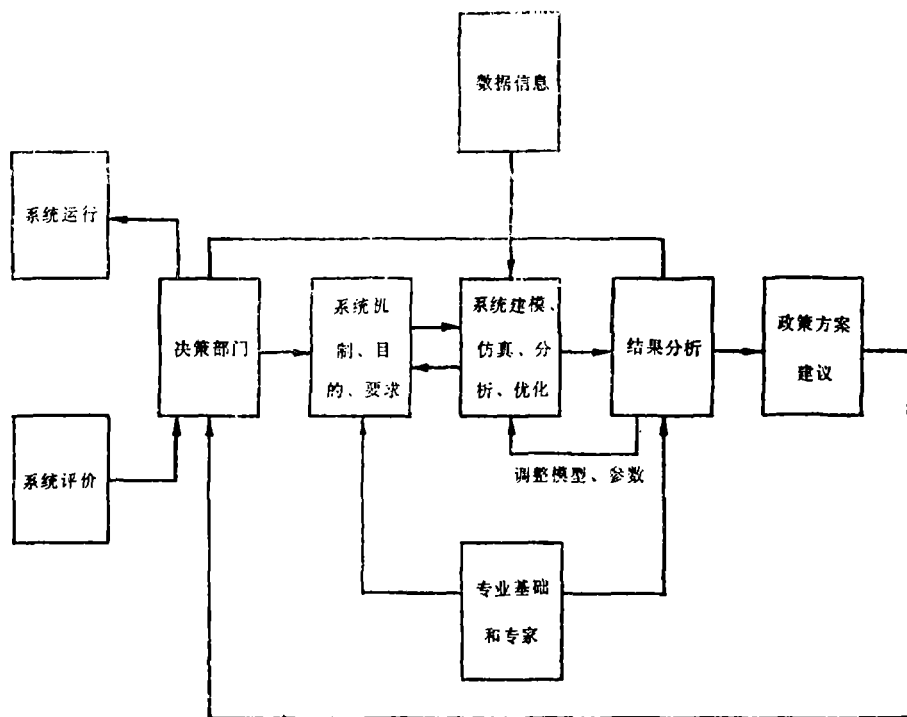 数据信息
系统运行
决策部门
系统机
制、目
的、要求
系统建模、
仿真、分
析、优化
结果分析
政策方案
建议
系统评价
调整模型、参数
专业基础
和专家